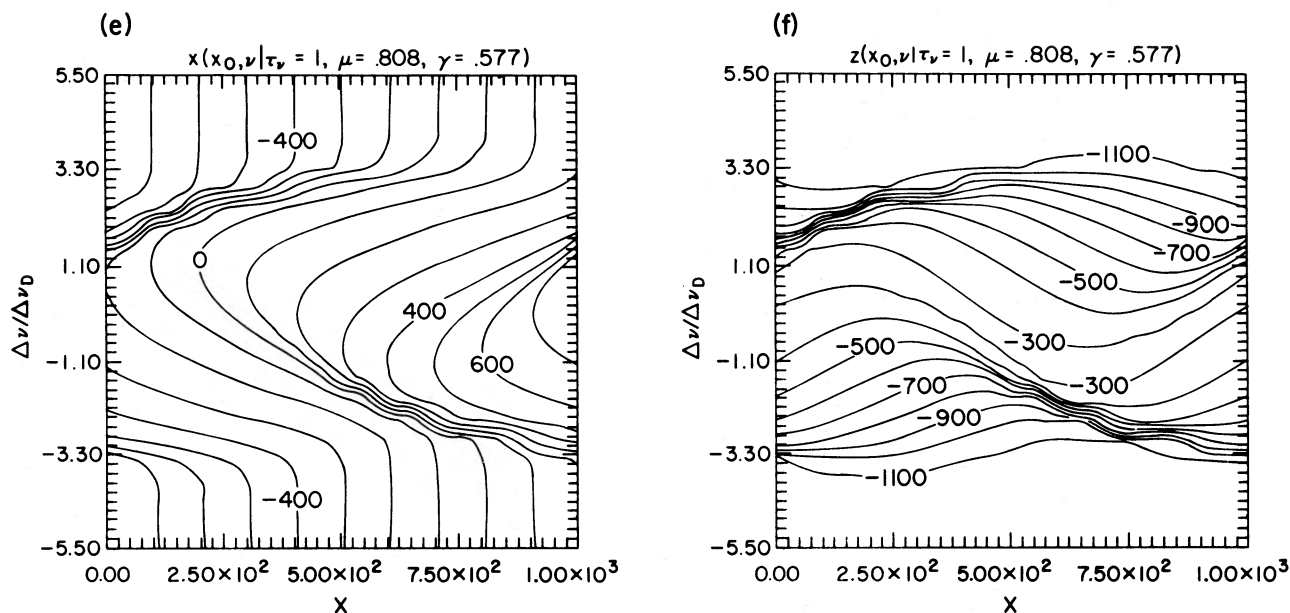 (e)
x(x₀,ν|τᵥ = 1, μ = .808, γ = .577)
5.50
3.30
1.10
-1.10
-3.30
-5.50
Δν/Δν_D
-400
0
400
600
-400
0.00 2.50×10² 5.00×10² 7.50×10² 1.00×10³
X
(f)
z(x₀,ν|τᵥ = 1, μ = .808, γ = .577)
5.50
3.30
1.10
-1.10
-3.30
-5.50
Δν/Δν_D
-1100
-900
-700
-500
-300
-500
-300
-700
-900
-1100
0.00 2.50×10² 5.00×10² 7.50×10² 1.00×10³
X